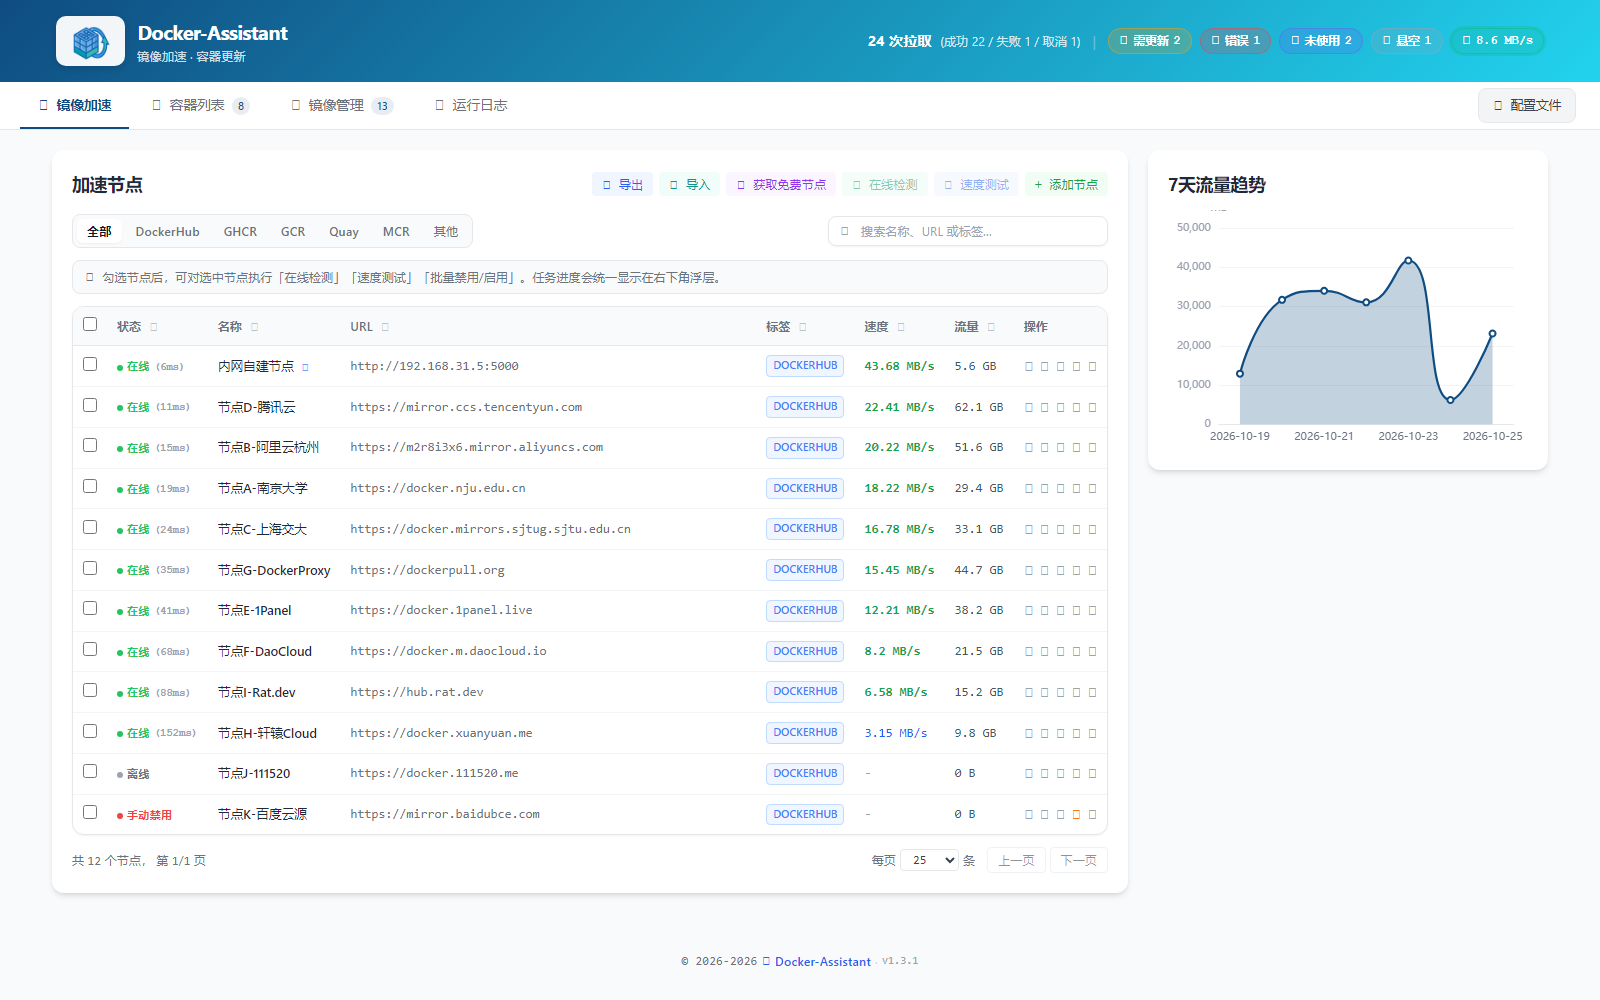 Docker-Assistant
镜像加速 · 容器更新
24 次拉取 (成功 22 / 失败 1 / 取消 1) | 需更新 2 错误 1 未使用 2 悬空 1 8.6 MB/s
镜像加速 容器列表 8 镜像管理 13 运行日志 配置文件
加速节点 导出 导入 获取免费节点 在线检测 速度测试 + 添加节点
全部 DockerHub GHCR GCR Quay MCR 其他 搜索名称、URL 或标签...
勾选节点后，可对选中节点执行「在线检测」「速度测试」「批量禁用/启用」。任务进度会统一显示在右下角浮层。
状态 名称 URL 标签 速度 流量 操作
在线 (6ms) 内网自建节点 http://192.168.31.5:5000 DOCKERHUB 43.68 MB/s 5.6 GB
在线 (11ms) 节点D-腾讯云 https://mirror.ccs.tencentyun.com DOCKERHUB 22.41 MB/s 62.1 GB
在线 (15ms) 节点B-阿里云杭州 https://m2r8i3x6.mirror.aliyuncs.com DOCKERHUB 20.22 MB/s 51.6 GB
在线 (19ms) 节点A-南京大学 https://docker.nju.edu.cn DOCKERHUB 18.22 MB/s 29.4 GB
在线 (24ms) 节点C-上海交大 https://docker.mirrors.sjtug.sjtu.edu.cn DOCKERHUB 16.78 MB/s 33.1 GB
在线 (35ms) 节点G-DockerProxy https://dockerpull.org DOCKERHUB 15.45 MB/s 44.7 GB
在线 (41ms) 节点E-1Panel https://docker.1panel.live DOCKERHUB 12.21 MB/s 38.2 GB
在线 (68ms) 节点F-DaoCloud https://docker.m.daocloud.io DOCKERHUB 8.2 MB/s 21.5 GB
在线 (88ms) 节点I-Rat.dev https://hub.rat.dev DOCKERHUB 6.58 MB/s 15.2 GB
在线 (152ms) 节点H-轩辕Cloud https://docker.xuanyuan.me DOCKERHUB 3.15 MB/s 9.8 GB
离线 节点J-111520 https://docker.111520.me DOCKERHUB - 0 B
手动禁用 节点K-百度云源 https://mirror.baidubce.com DOCKERHUB - 0 B
共 12 个节点， 第 1/1 页 每页 25 条 上一页 下一页
7天流量趋势
50,000
40,000
30,000
20,000
10,000
0
2026-10-19 2026-10-21 2026-10-23 2026-10-25
© 2026-2026 Docker-Assistant · v1.3.1